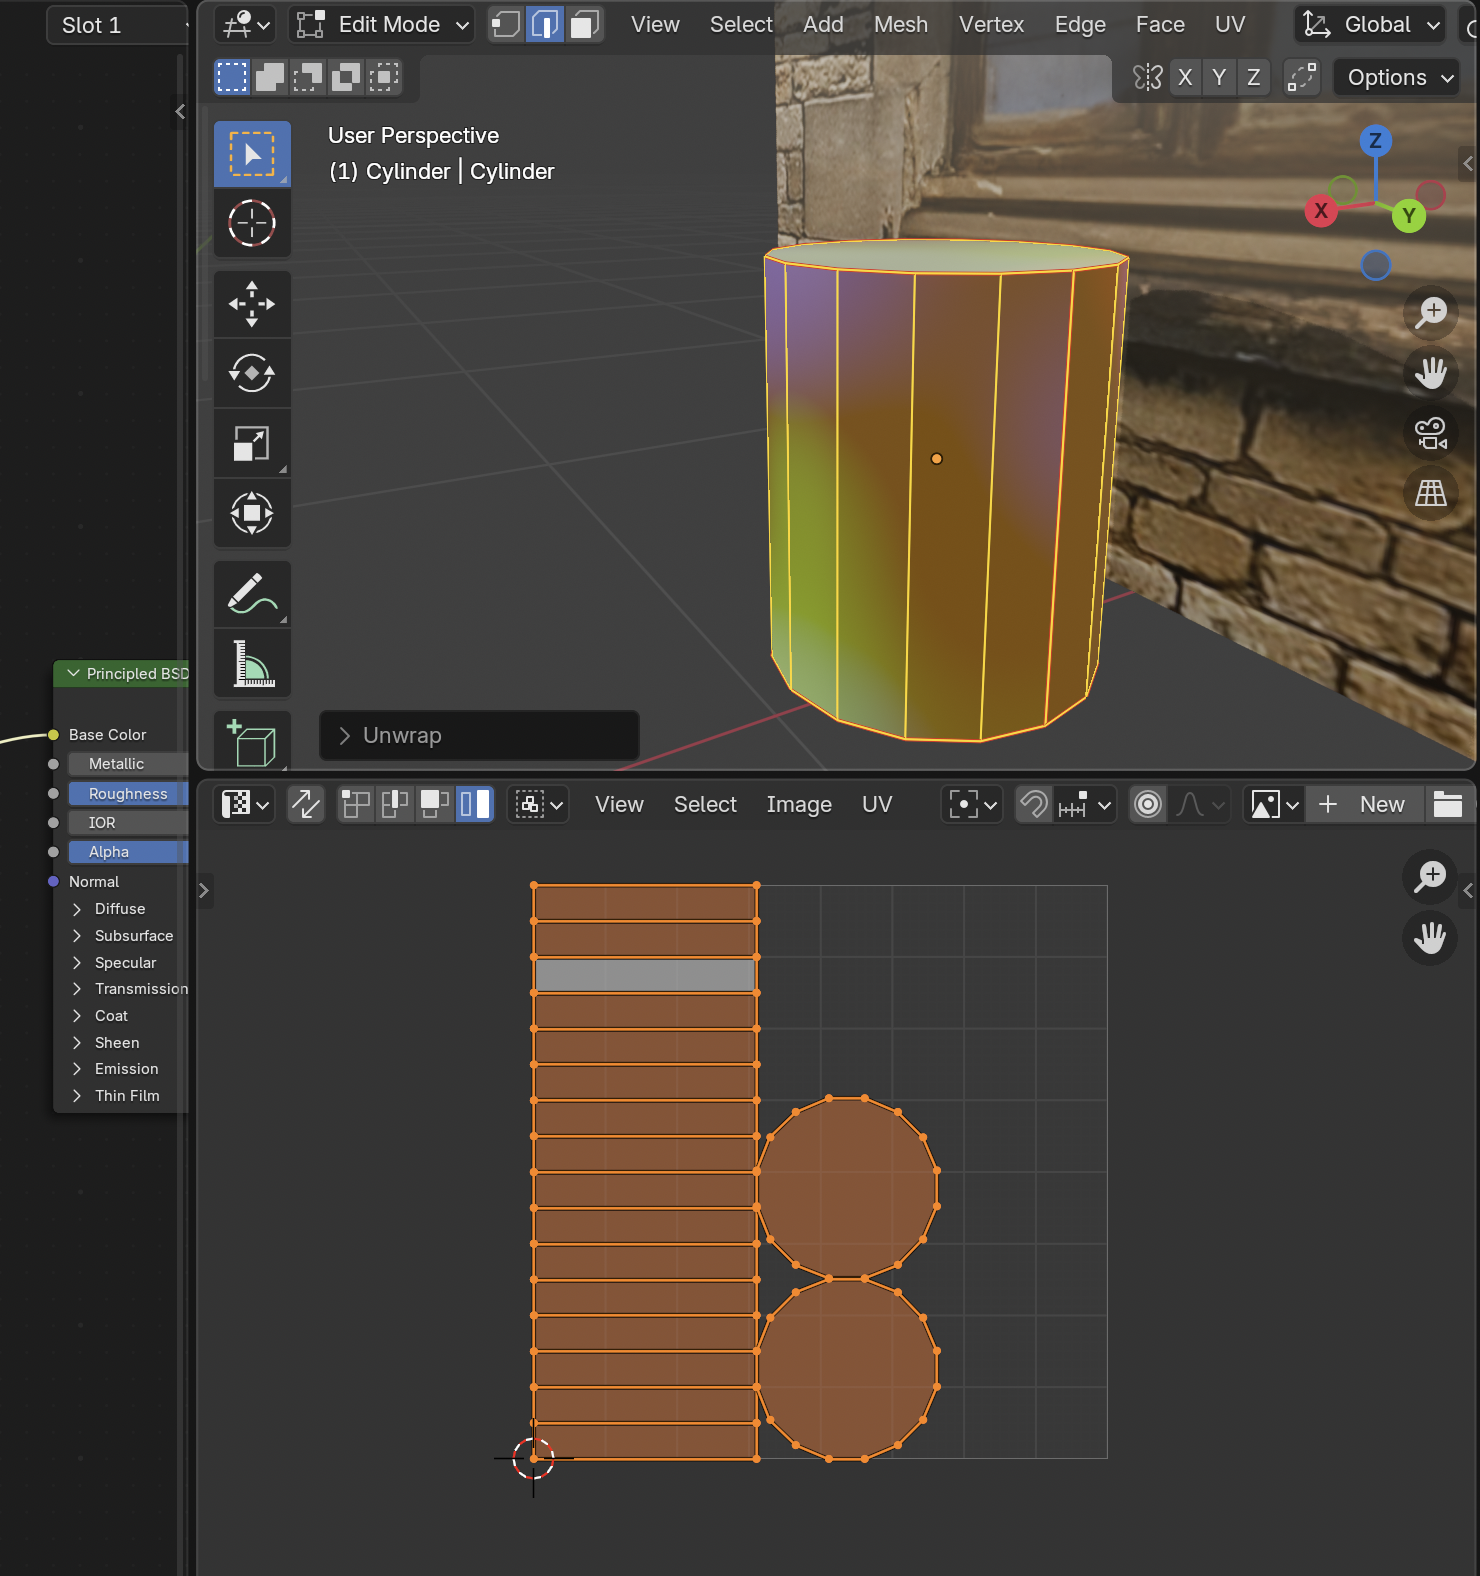 Slot 1
Edit Mode
View Select Add Mesh Vertex Edge Face UV
Global
X Y Z
Options
User Perspective
(1) Cylinder | Cylinder
Z
X
Y
Unwrap
Principled BSD
Base Color
Metallic
Roughness
IOR
Alpha
Normal
Diffuse
Subsurface
Specular
Transmission
Coat
Sheen
Emission
Thin Film
View Select Image UV
New